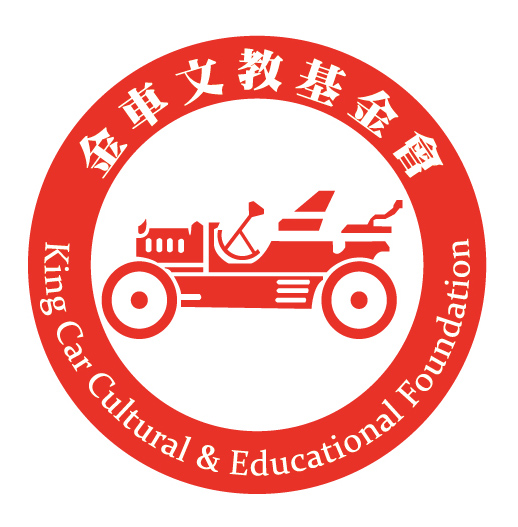 金車文教基金會
King Car Cultural & Educational Foundation